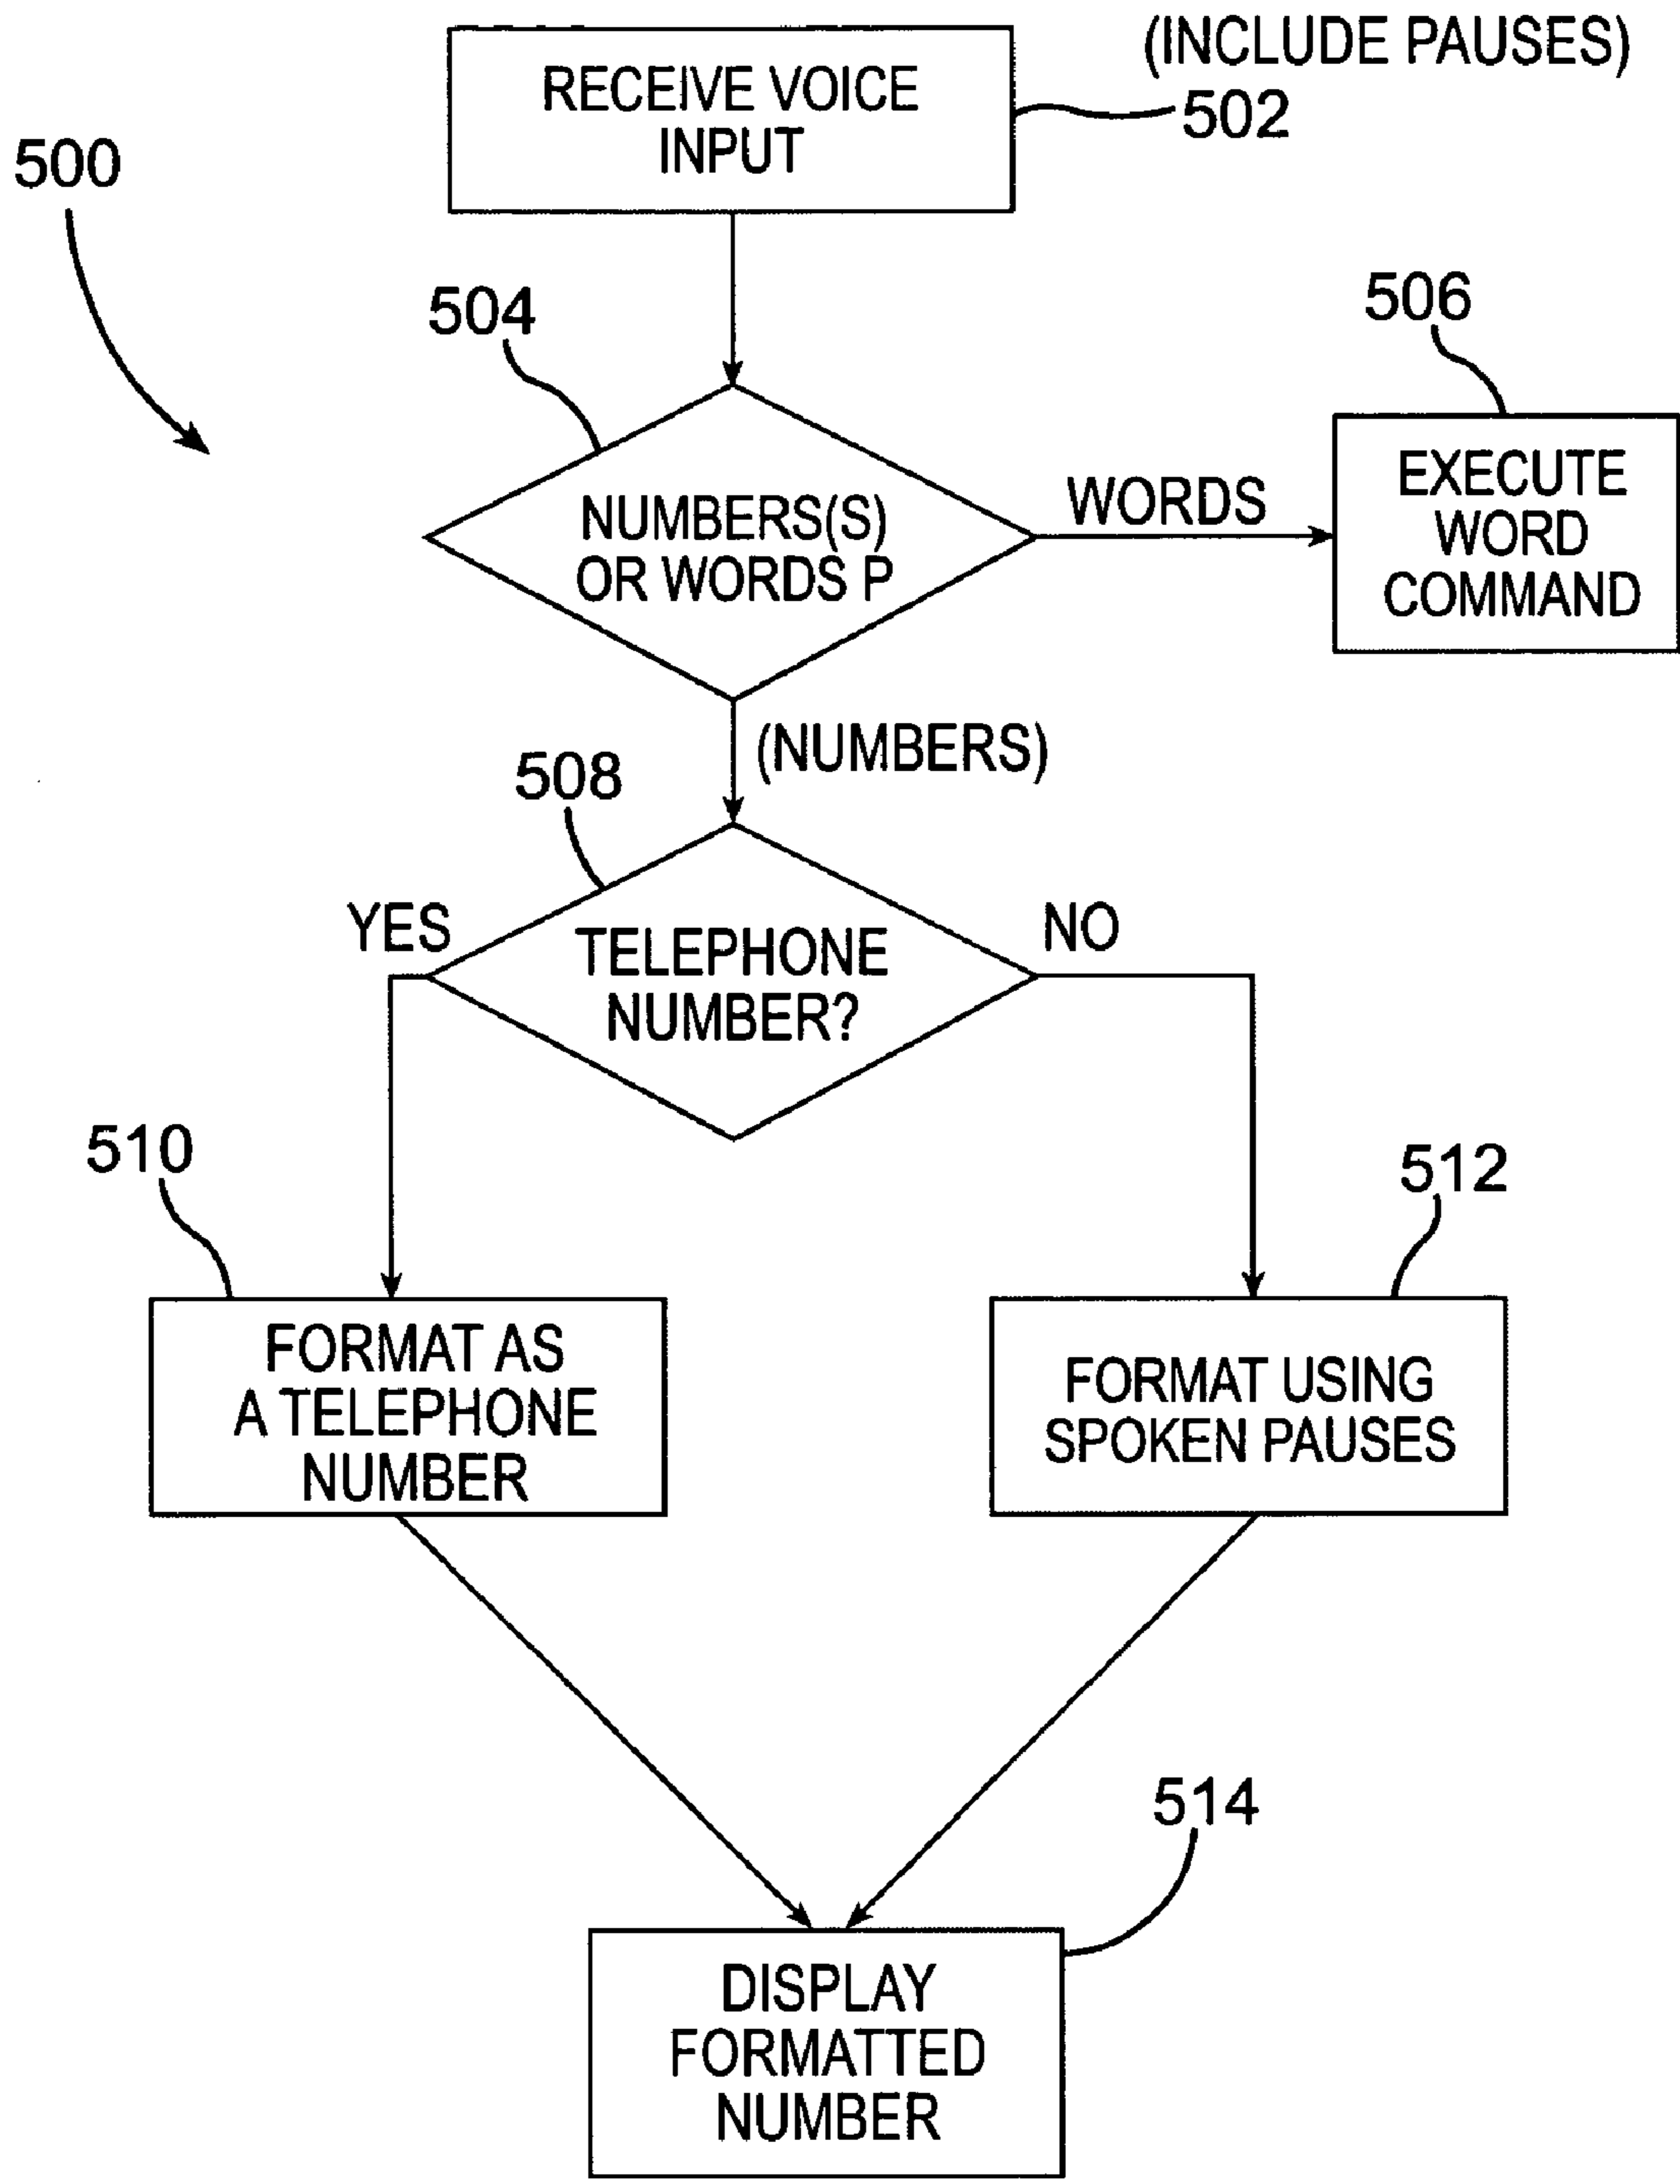 (INCLUDE PAUSES)
RECEIVE VOICE
INPUT
502
500
504
506
NUMBERS(S)
OR WORDS P
WORDS
EXECUTE
WORD
COMMAND
(NUMBERS)
508
YES
NO
TELEPHONE
NUMBER?
510
512
FORMAT AS
A TELEPHONE
NUMBER
FORMAT USING
SPOKEN PAUSES
514
DISPLAY
FORMATTED
NUMBER